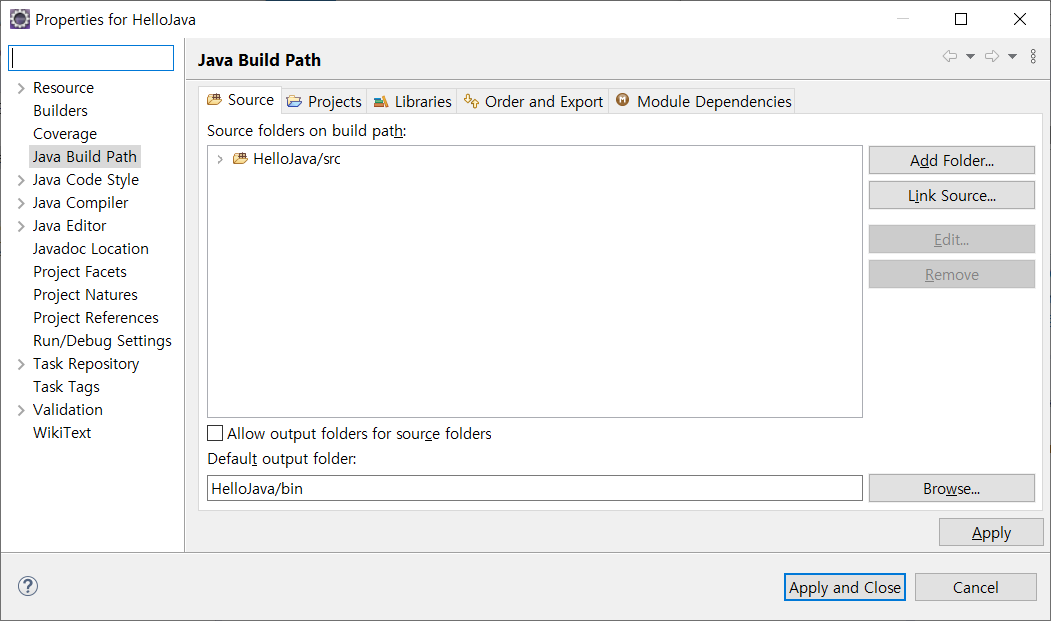 Properties for HelloJava
Resource
Builders
Coverage
Java Build Path
Java Code Style
Java Compiler
Java Editor
Javadoc Location
Project Facets
Project Natures
Project References
Run/Debug Settings
Task Repository
Task Tags
Validation
WikiText
Java Build Path
Source Projects Libraries Order and Export Module Dependencies
Source folders on build path:
HelloJava/src
Add Folder...
Link Source...
Edit...
Remove
Allow output folders for source folders
Default output folder:
HelloJava/bin
Browse...
Apply
Apply and Close Cancel